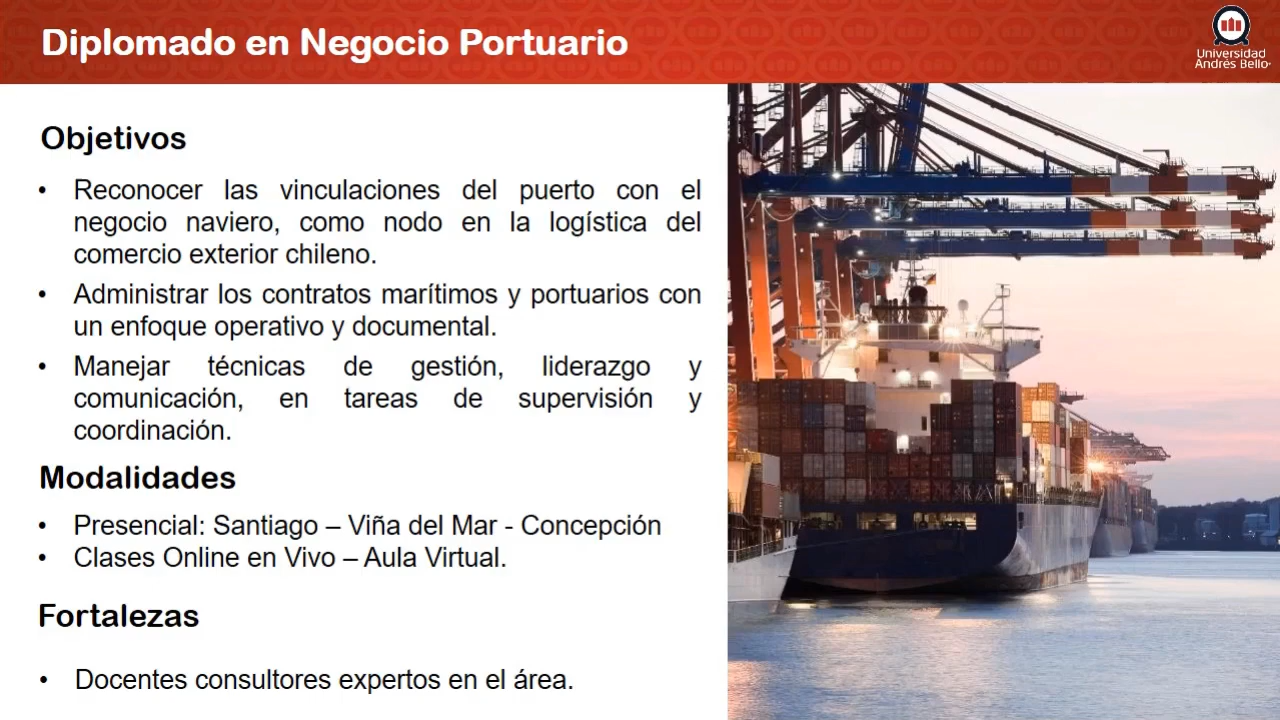 Diplomado en Negocio Portuario
Universidad
Andrés Bello
Objetivos
• Reconocer las vinculaciones del puerto con el
negocio naviero, como nodo en la logística del
comercio exterior chileno.
• Administrar los contratos marítimos y portuarios con
un enfoque operativo y documental.
• Manejar técnicas de gestión, liderazgo y
comunicación, en tareas de supervisión y
coordinación.
Modalidades
• Presencial: Santiago – Viña del Mar - Concepción
• Clases Online en Vivo – Aula Virtual.
Fortalezas
• Docentes consultores expertos en el área.